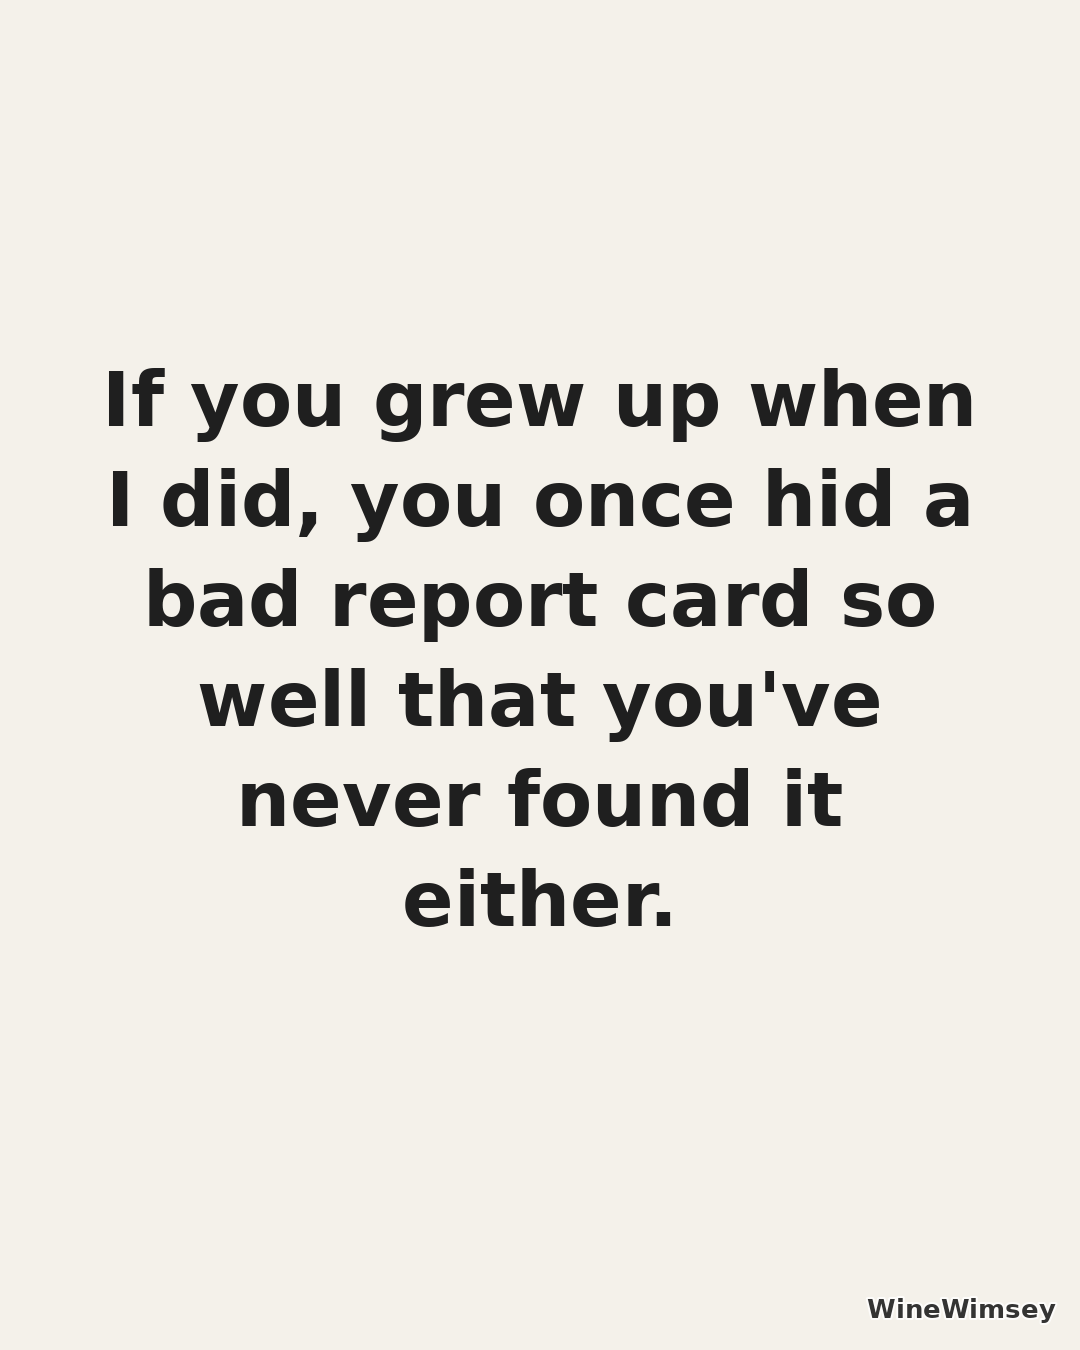 If you grew up when
I did, you once hid a
bad report card so
well that you've
never found it
either.
WineWimsey